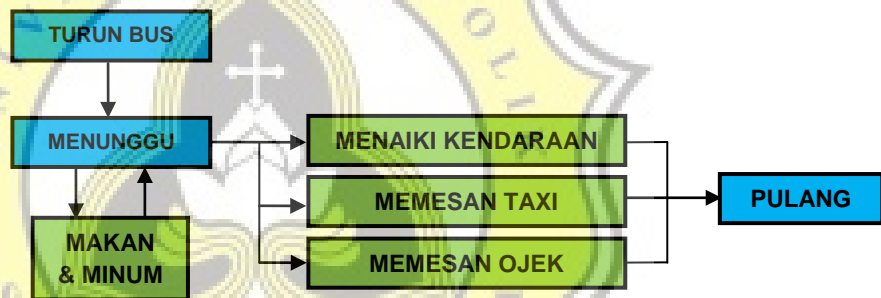 TURUN BUS
MENUNGGU
MAKAN
& MINUM
MENAIKI KENDARAAN
MEMESAN TAXI
MEMESAN OJEK
PULANG